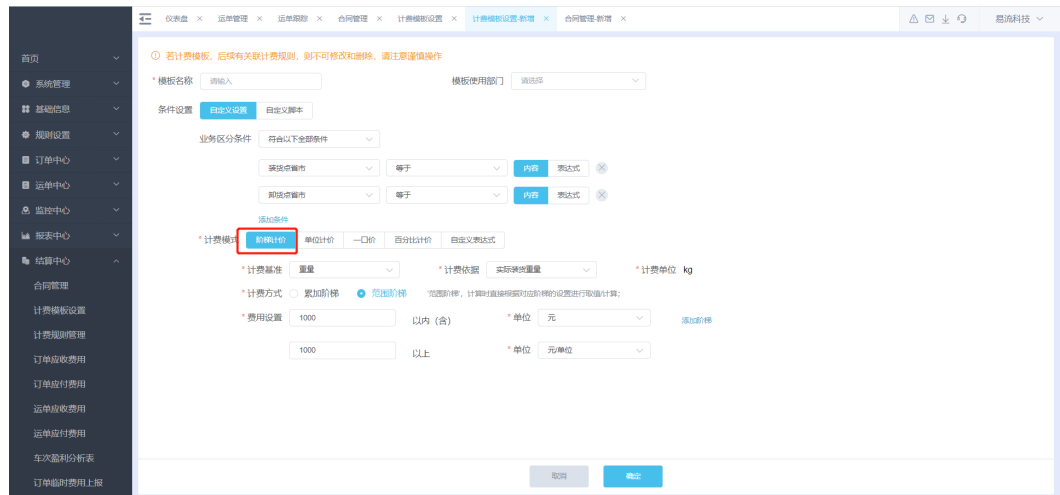 仪表盘 × 运单管理 × 运单跟踪 × 合同管理 × 计费模板设置 × 计费模板设置-新增 × 合同管理-新增 × 易流科技
首页
系统管理
基础信息
规则设置
订单中心
运单中心
监控中心
报表中心
结算中心
合同管理
计费模板设置
计费规则管理
订单应收费用
订单应付费用
运单应收费用
运单应付费用
车次盈利分析表
订单临时费用上报
若计费模板，后续有关联计费规则，则不可修改和删除，请注意谨慎操作
* 模板名称 请输入 模板使用部门 请选择
条件设置 自定义设置 自定义脚本
业务区分条件 符合以下全部条件
装货点省市 等于 内容 表达式
卸货点省市 等于 内容 表达式
添加条件
* 计费模式 阶梯计价 单位计价 一口价 百分比计价 自定义表达式
* 计费基准 重量 * 计费依据 实际装货重量 * 计费单位 kg
* 计费方式 累加阶梯 范围阶梯 '范围阶梯'，计算时直接根据对应阶梯的设置进行取值/计算；
* 费用设置 1000 以内（含） * 单位 元 添加阶梯
1000 以上 * 单位 元/单位
取消 确定